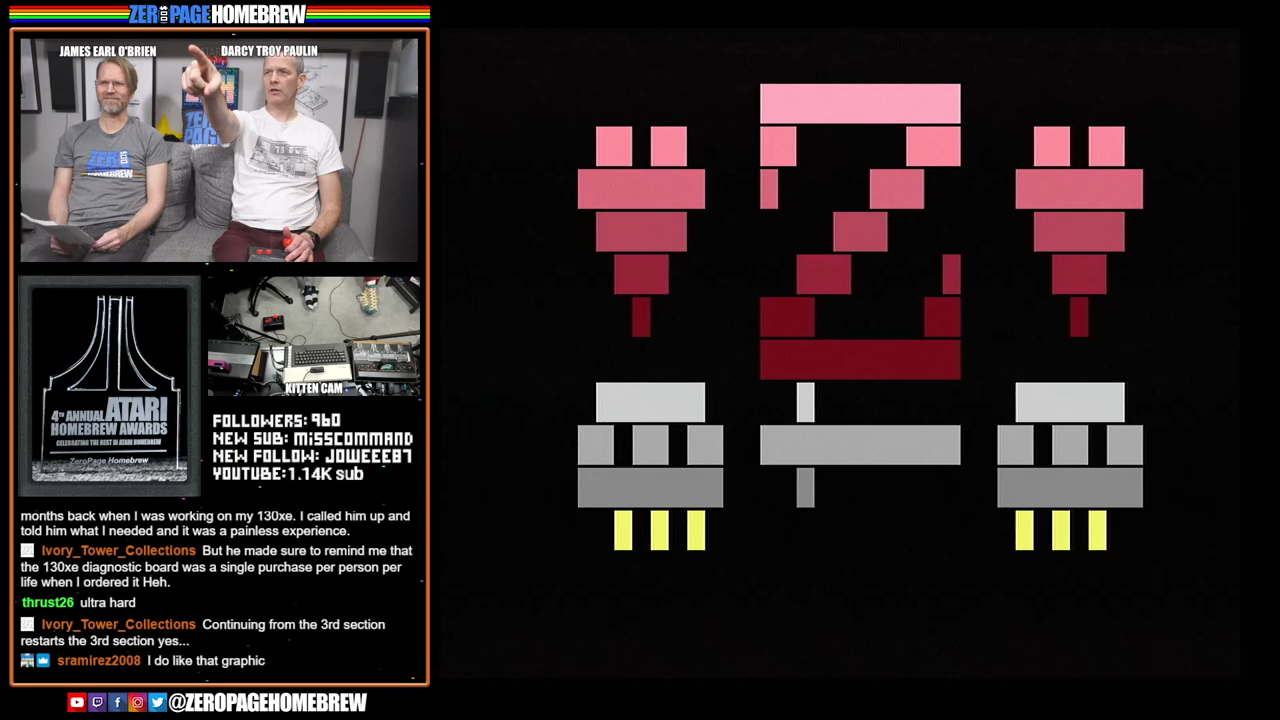 ZEROPAGE HOMEBREW
JAMES EARL O'BRIEN
DARCY TROY PAULIN
ZERO
PAGE
4TH ANNUAL ATARI
HOMEBREW AWARDS
CELEBRATING THE BEST IN ATARI HOMEBREW
ZeroPage Homebrew
KITTEN CAM
FOLLOWERS: 960
NEW SUB: MISSCOMMAND
NEW FOLLOW: JOWEEE87
YOUTUBE:1.14K sub
months back when I was working on my 130xe. I called him up and
told him what I needed and it was a painless experience.
Ivory_Tower_Collections But he made sure to remind me that
the 130xe diagnostic board was a single purchase per person per
life when I ordered it Heh.
thrust26 ultra hard
Ivory_Tower_Collections Continuing from the 3rd section
restarts the 3rd section yes...
sramirez2008 I do like that graphic
@ZEROPAGEHOMEBREW